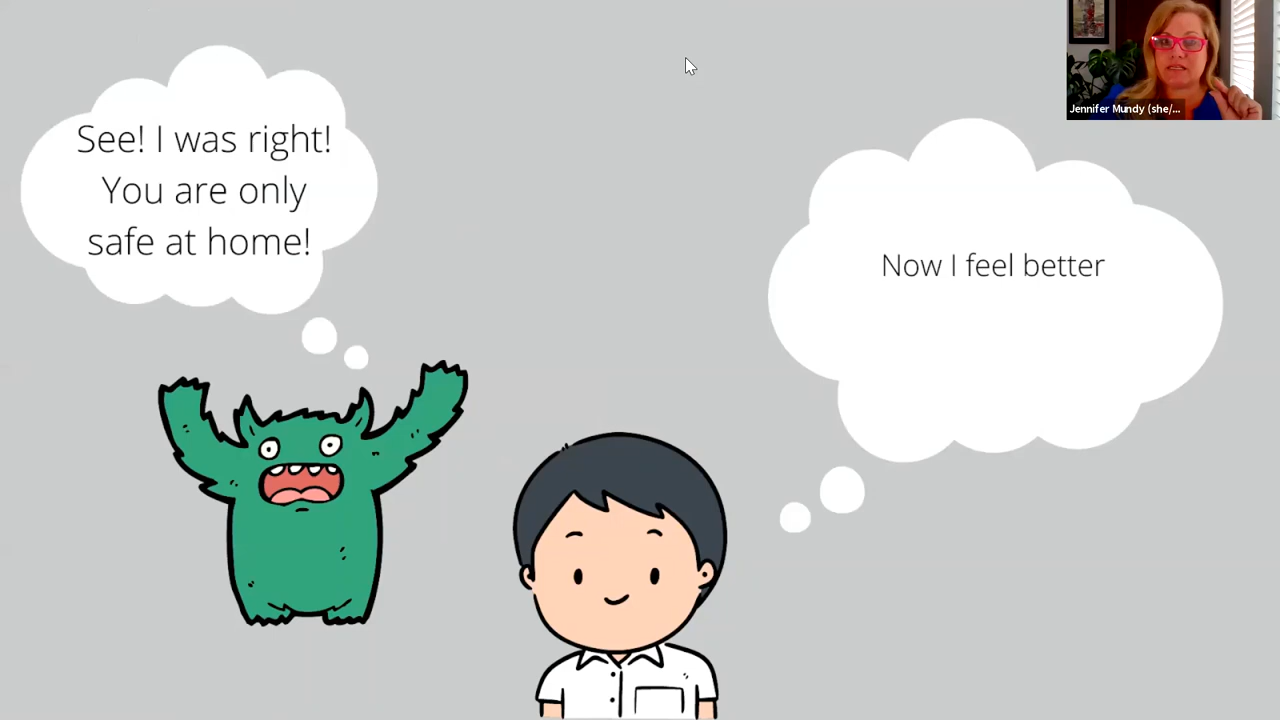 See! I was right!
You are only
safe at home!
Now I feel better
Jennifer Mundy (she/...